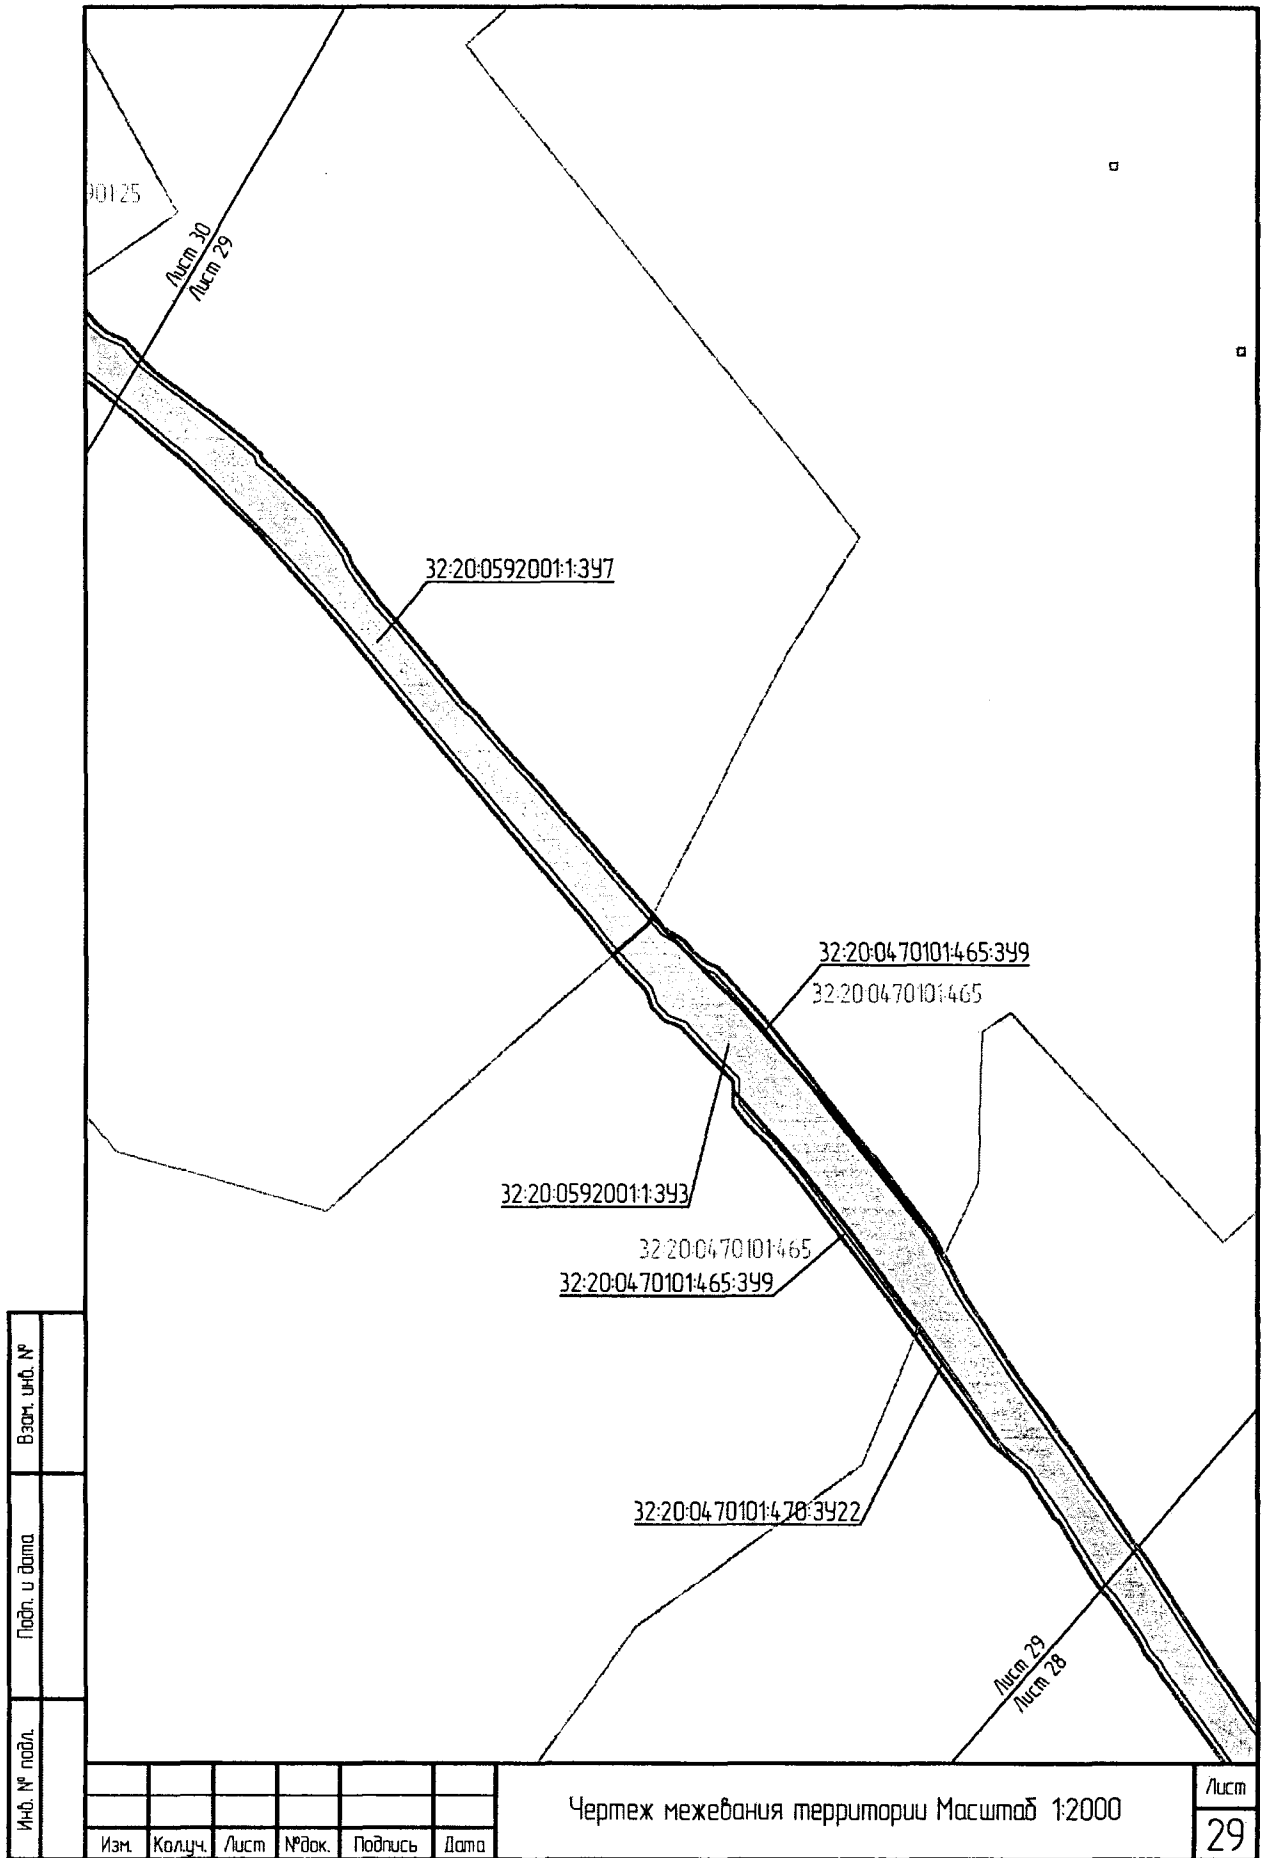 90125
Лист 30
Лист 29
32:20:0592001:1:ЗУ7
32:20:0470101:465:ЗУ9
32:20:0470101:465
32:20:0592001:1:ЗУ3
32:20:0470101:465
32:20:0470101:465:ЗУ9
32:20:0470101:470:ЗУ22
Лист 29
Лист 28
Взам. инв. №
Подп. и дата
Инв. № подл.
Изм. Кол.уч. Лист №док. Подпись Дата
Чертеж межевания территории Масштаб 1:2000
Лист
29